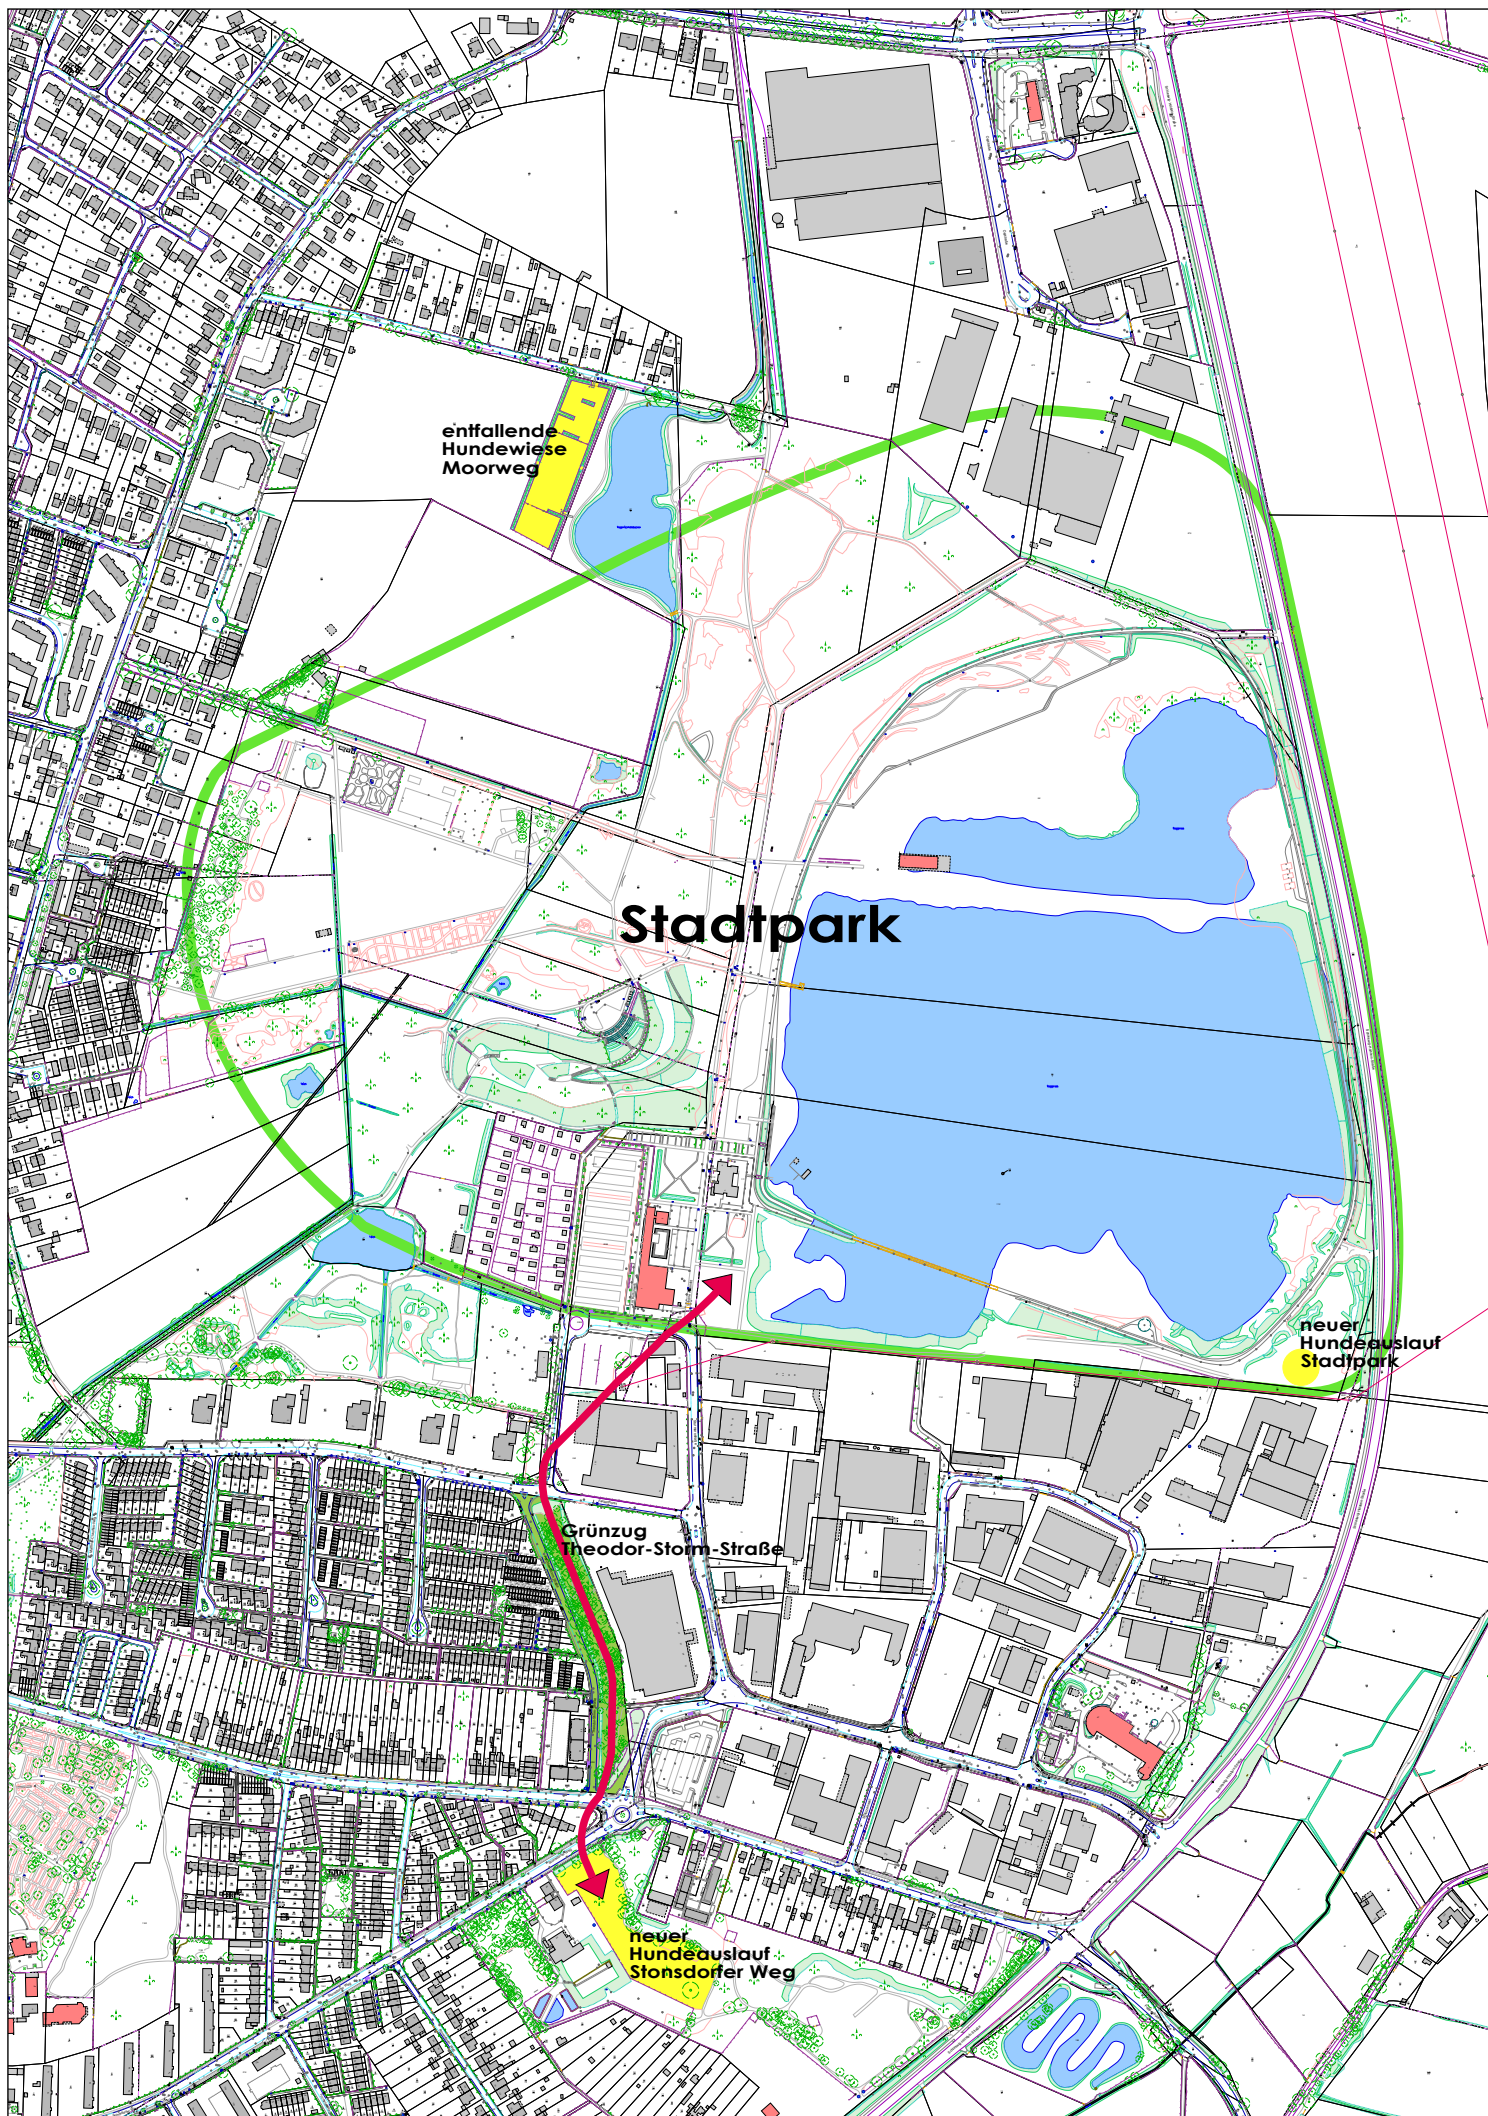 entfallende
Hundewiese
Moorweg
Stadtpark
neuer
Hundeauslauf
Stadtpark
Grünzug
Theodor-Storm-Straße
neuer
Hundeauslauf
Stonsdorfer Weg